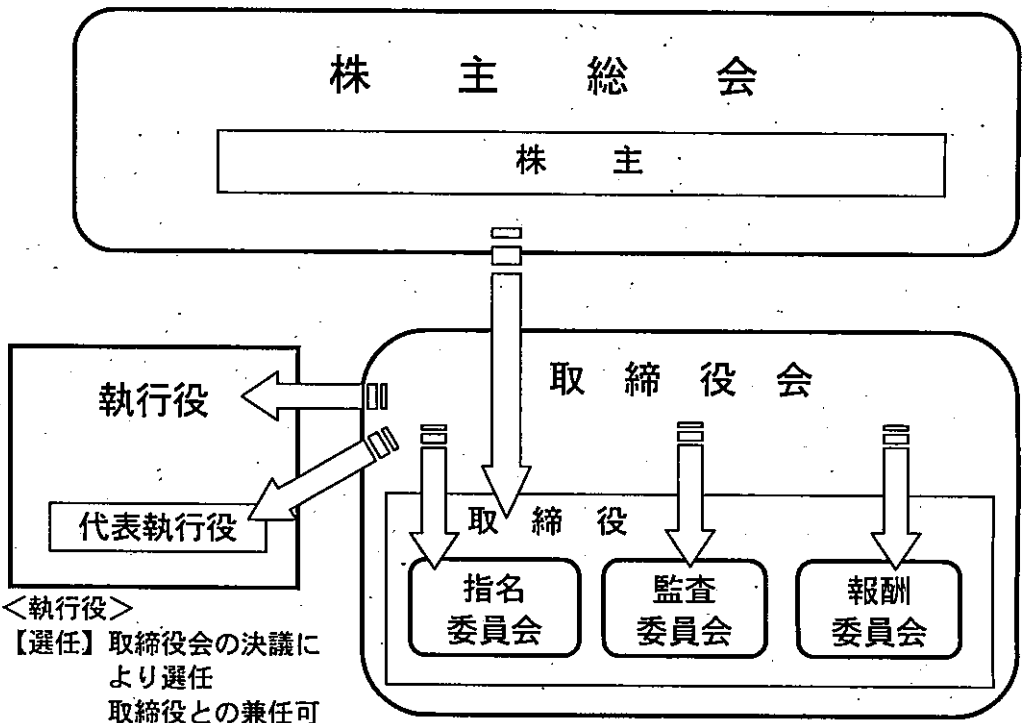 株主総会
株主
取締役会
執行役
代表執行役
取締役
指名
委員会
監査
委員会
報酬
委員会
＜執行役＞
【選任】取締役会の決議に
より選任
取締役との兼任可